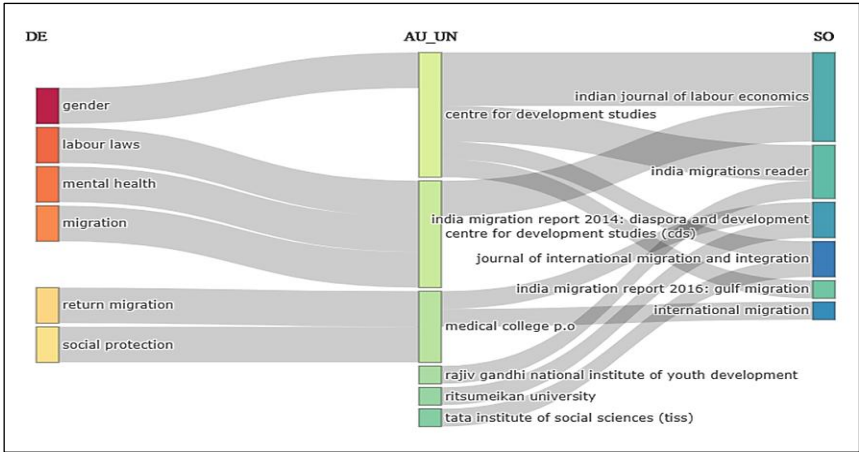 DE
AU_UN
SO
gender
labour laws
mental health
migration
return migration
social protection
centre for development studies
centre for development studies (cds)
medical college p.o
rajiv gandhi national institute of youth development
ritsumeikan university
tata institute of social sciences (tiss)
indian journal of labour economics
india migrations reader
india migration report 2014: diaspora and development
journal of international migration and integration
india migration report 2016: gulf migration
international migration